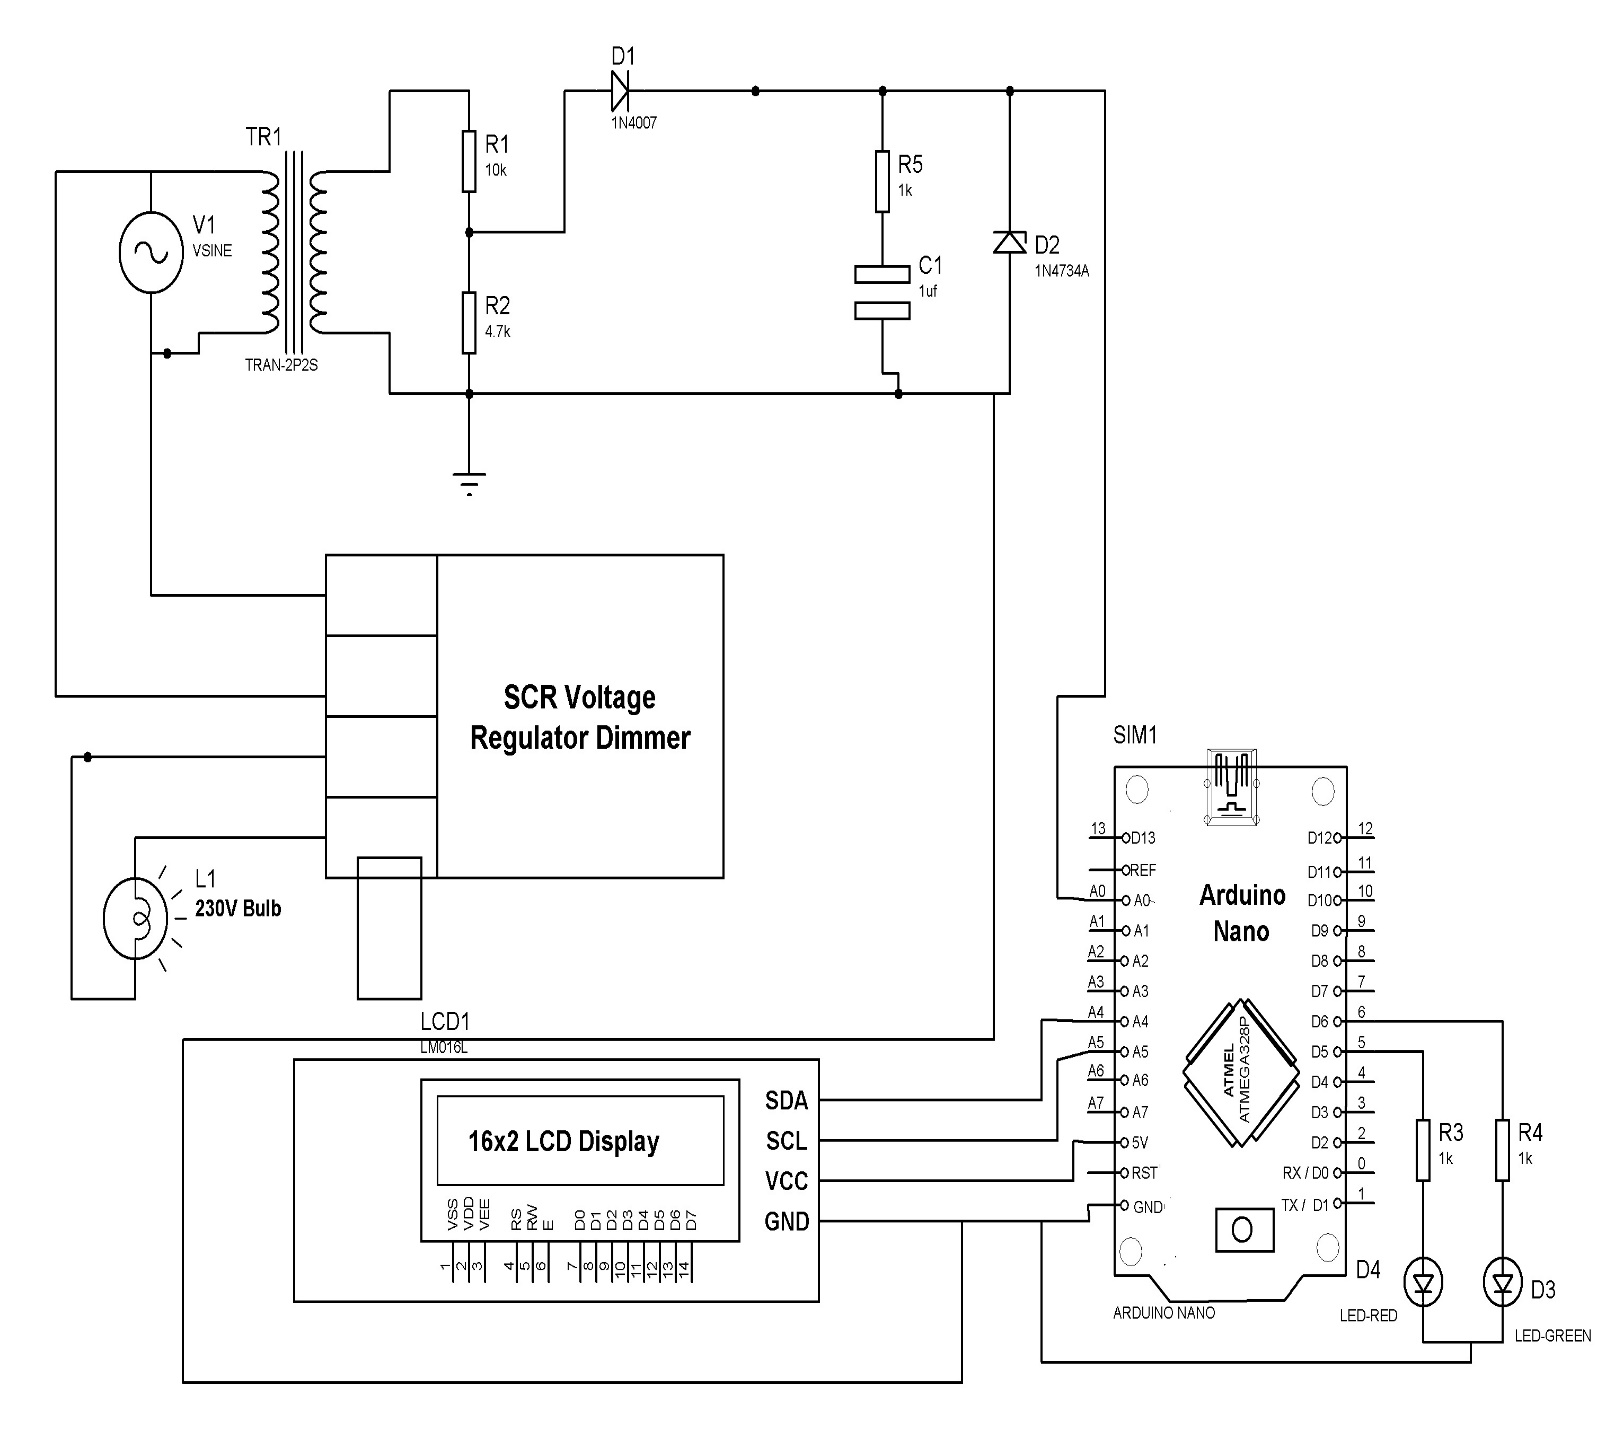 D1
1N4007
TR1
R1
10k
R5
1k
V1
VSINE
D2
1N4734A
C1
1uf
R2
4.7k
TRAN-2P2S
SCR Voltage
Regulator Dimmer
SIM1
L1
230V Bulb
13 D13
REF
A0 A0
A1 A1
A2 A2
A3 A3
A4 A4
A5 A5
A6 A6
A7 A7
5V
RST
GND
Arduino
Nano
ATMEL
ATMEGA328P
D12 12
D11 11
D10 10
D9 9
D8 8
D7 7
D6 6
D5 5
D4 4
D3 3
D2 2
RX / D0 0
TX / D1 1
ARDUINO NANO
LCD1
LM016L
16x2 LCD Display
SDA
SCL
VCC
GND
VSS VDD VEE RS RW E D0 D1 D2 D3 D4 D5 D6 D7
1 2 3 4 5 6 7 8 9 10 11 12 13 14
R3
1k
R4
1k
D4
LED-RED
D3
LED-GREEN